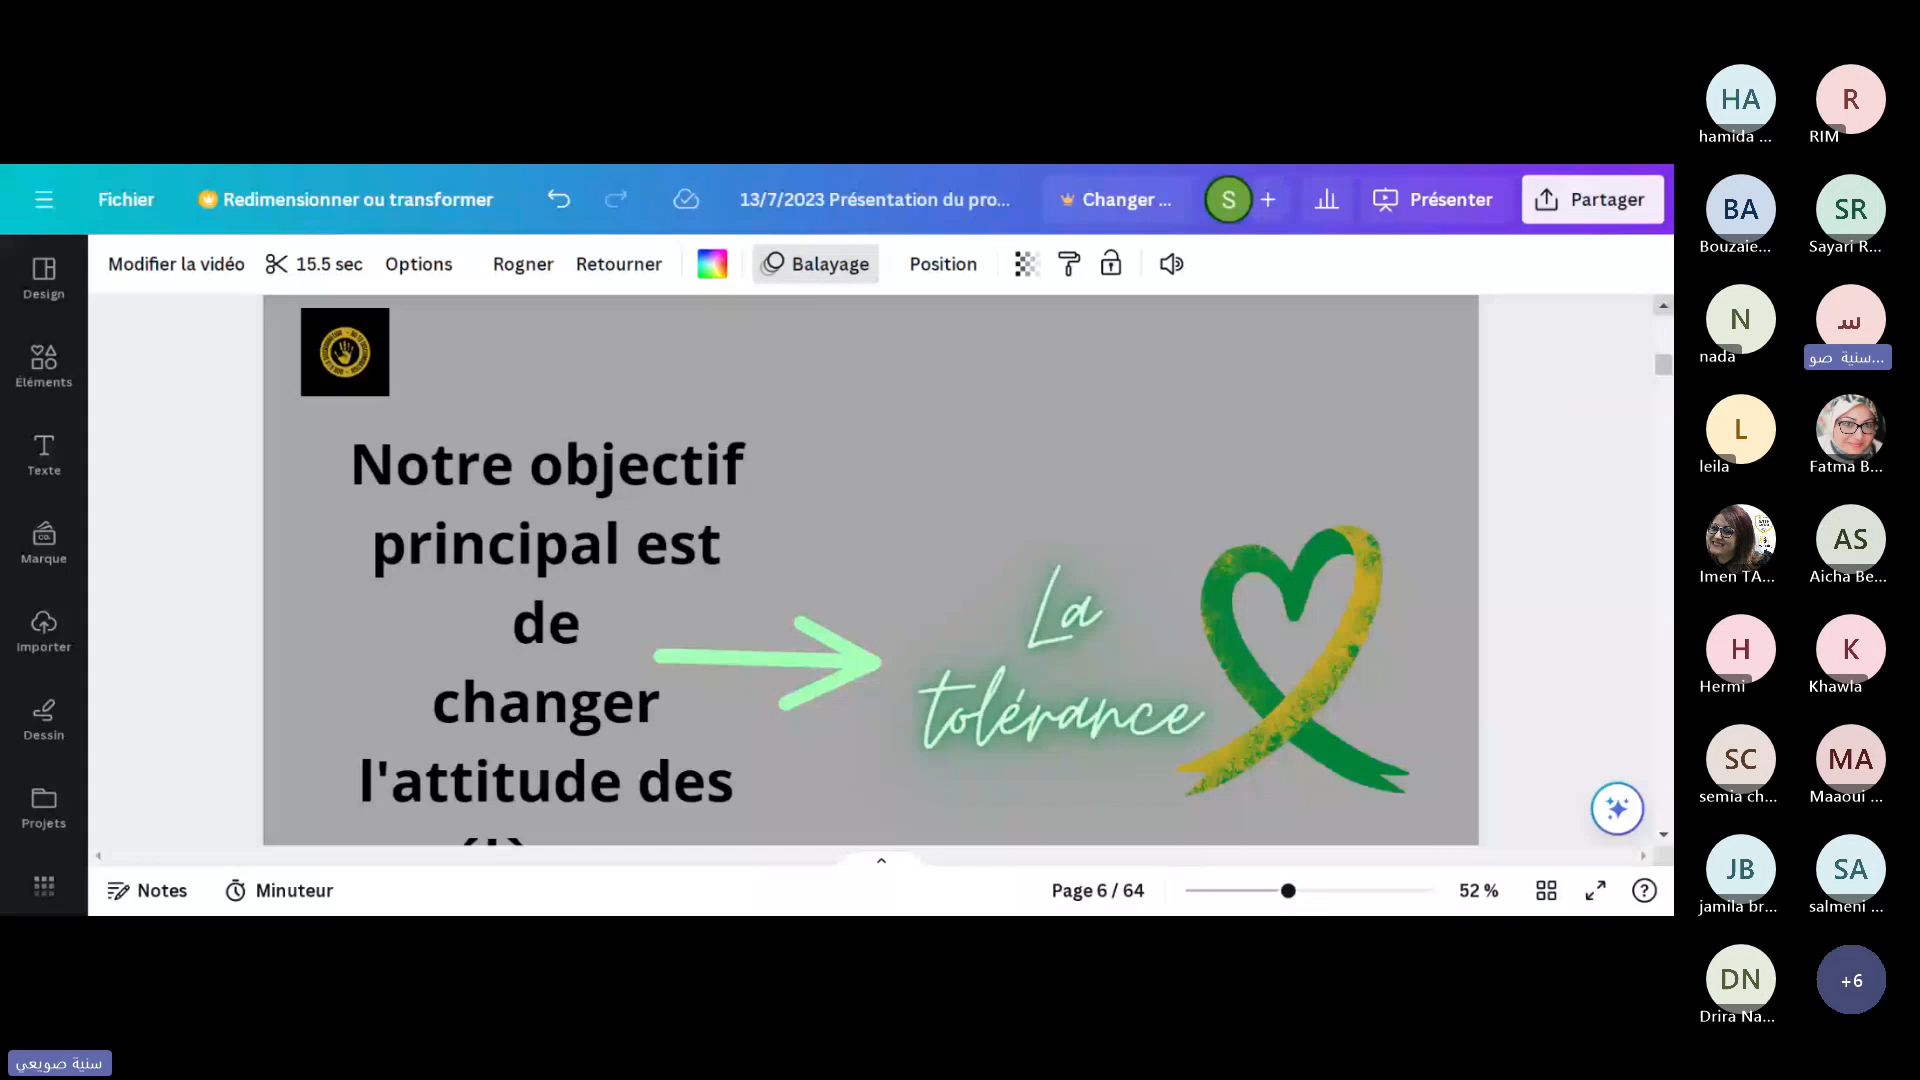 Fichier
Redimensionner ou transformer
13/7/2023 Présentation du pro...
Changer ...
S
Présenter
Partager
Modifier la vidéo
15.5 sec
Options
Rogner
Retourner
Balayage
Position
Design
Éléments
Texte
Marque
Importer
Dessin
Projets
Notre objectif
principal est
de
changer
l'attitude des
La
tolérance
Notes
Minuteur
Page 6 / 64
52 %
HA
hamida ...
R
RIM
BA
Bouzaie...
SR
Sayari R...
N
nada
س
سنية صو...
L
leila
Fatma B...
Imen TA...
AS
Aicha Be...
H
Hermi
K
Khawla
SC
semia ch...
MA
Maaoui ...
JB
jamila br...
SA
salmeni ...
DN
Drira Na...
+6
سنية صويعي